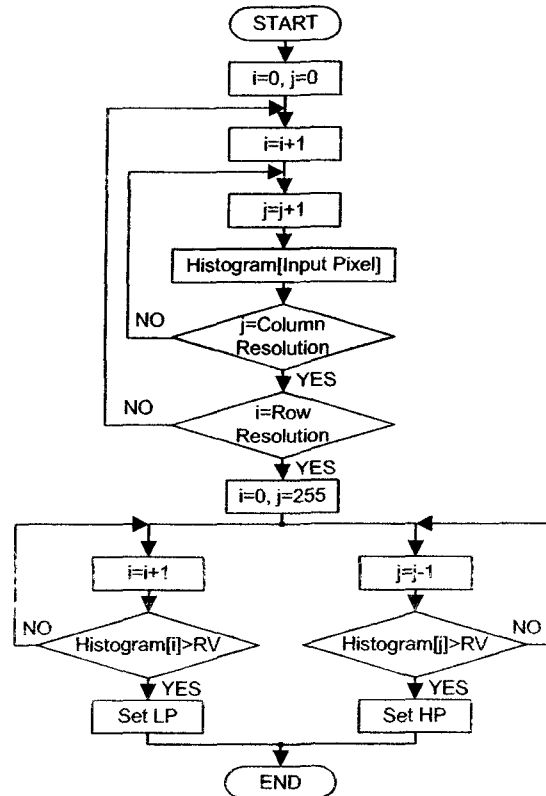 START
i=0, j=0
i=i+1
j=j+1
Histogram[Input Pixel]
NO
j=Column
Resolution
YES
NO
i=Row
Resolution
YES
i=0, j=255
i=i+1
j=j-1
NO
Histogram[i]>RV
Histogram[j]>RV
NO
YES
YES
Set LP
Set HP
END